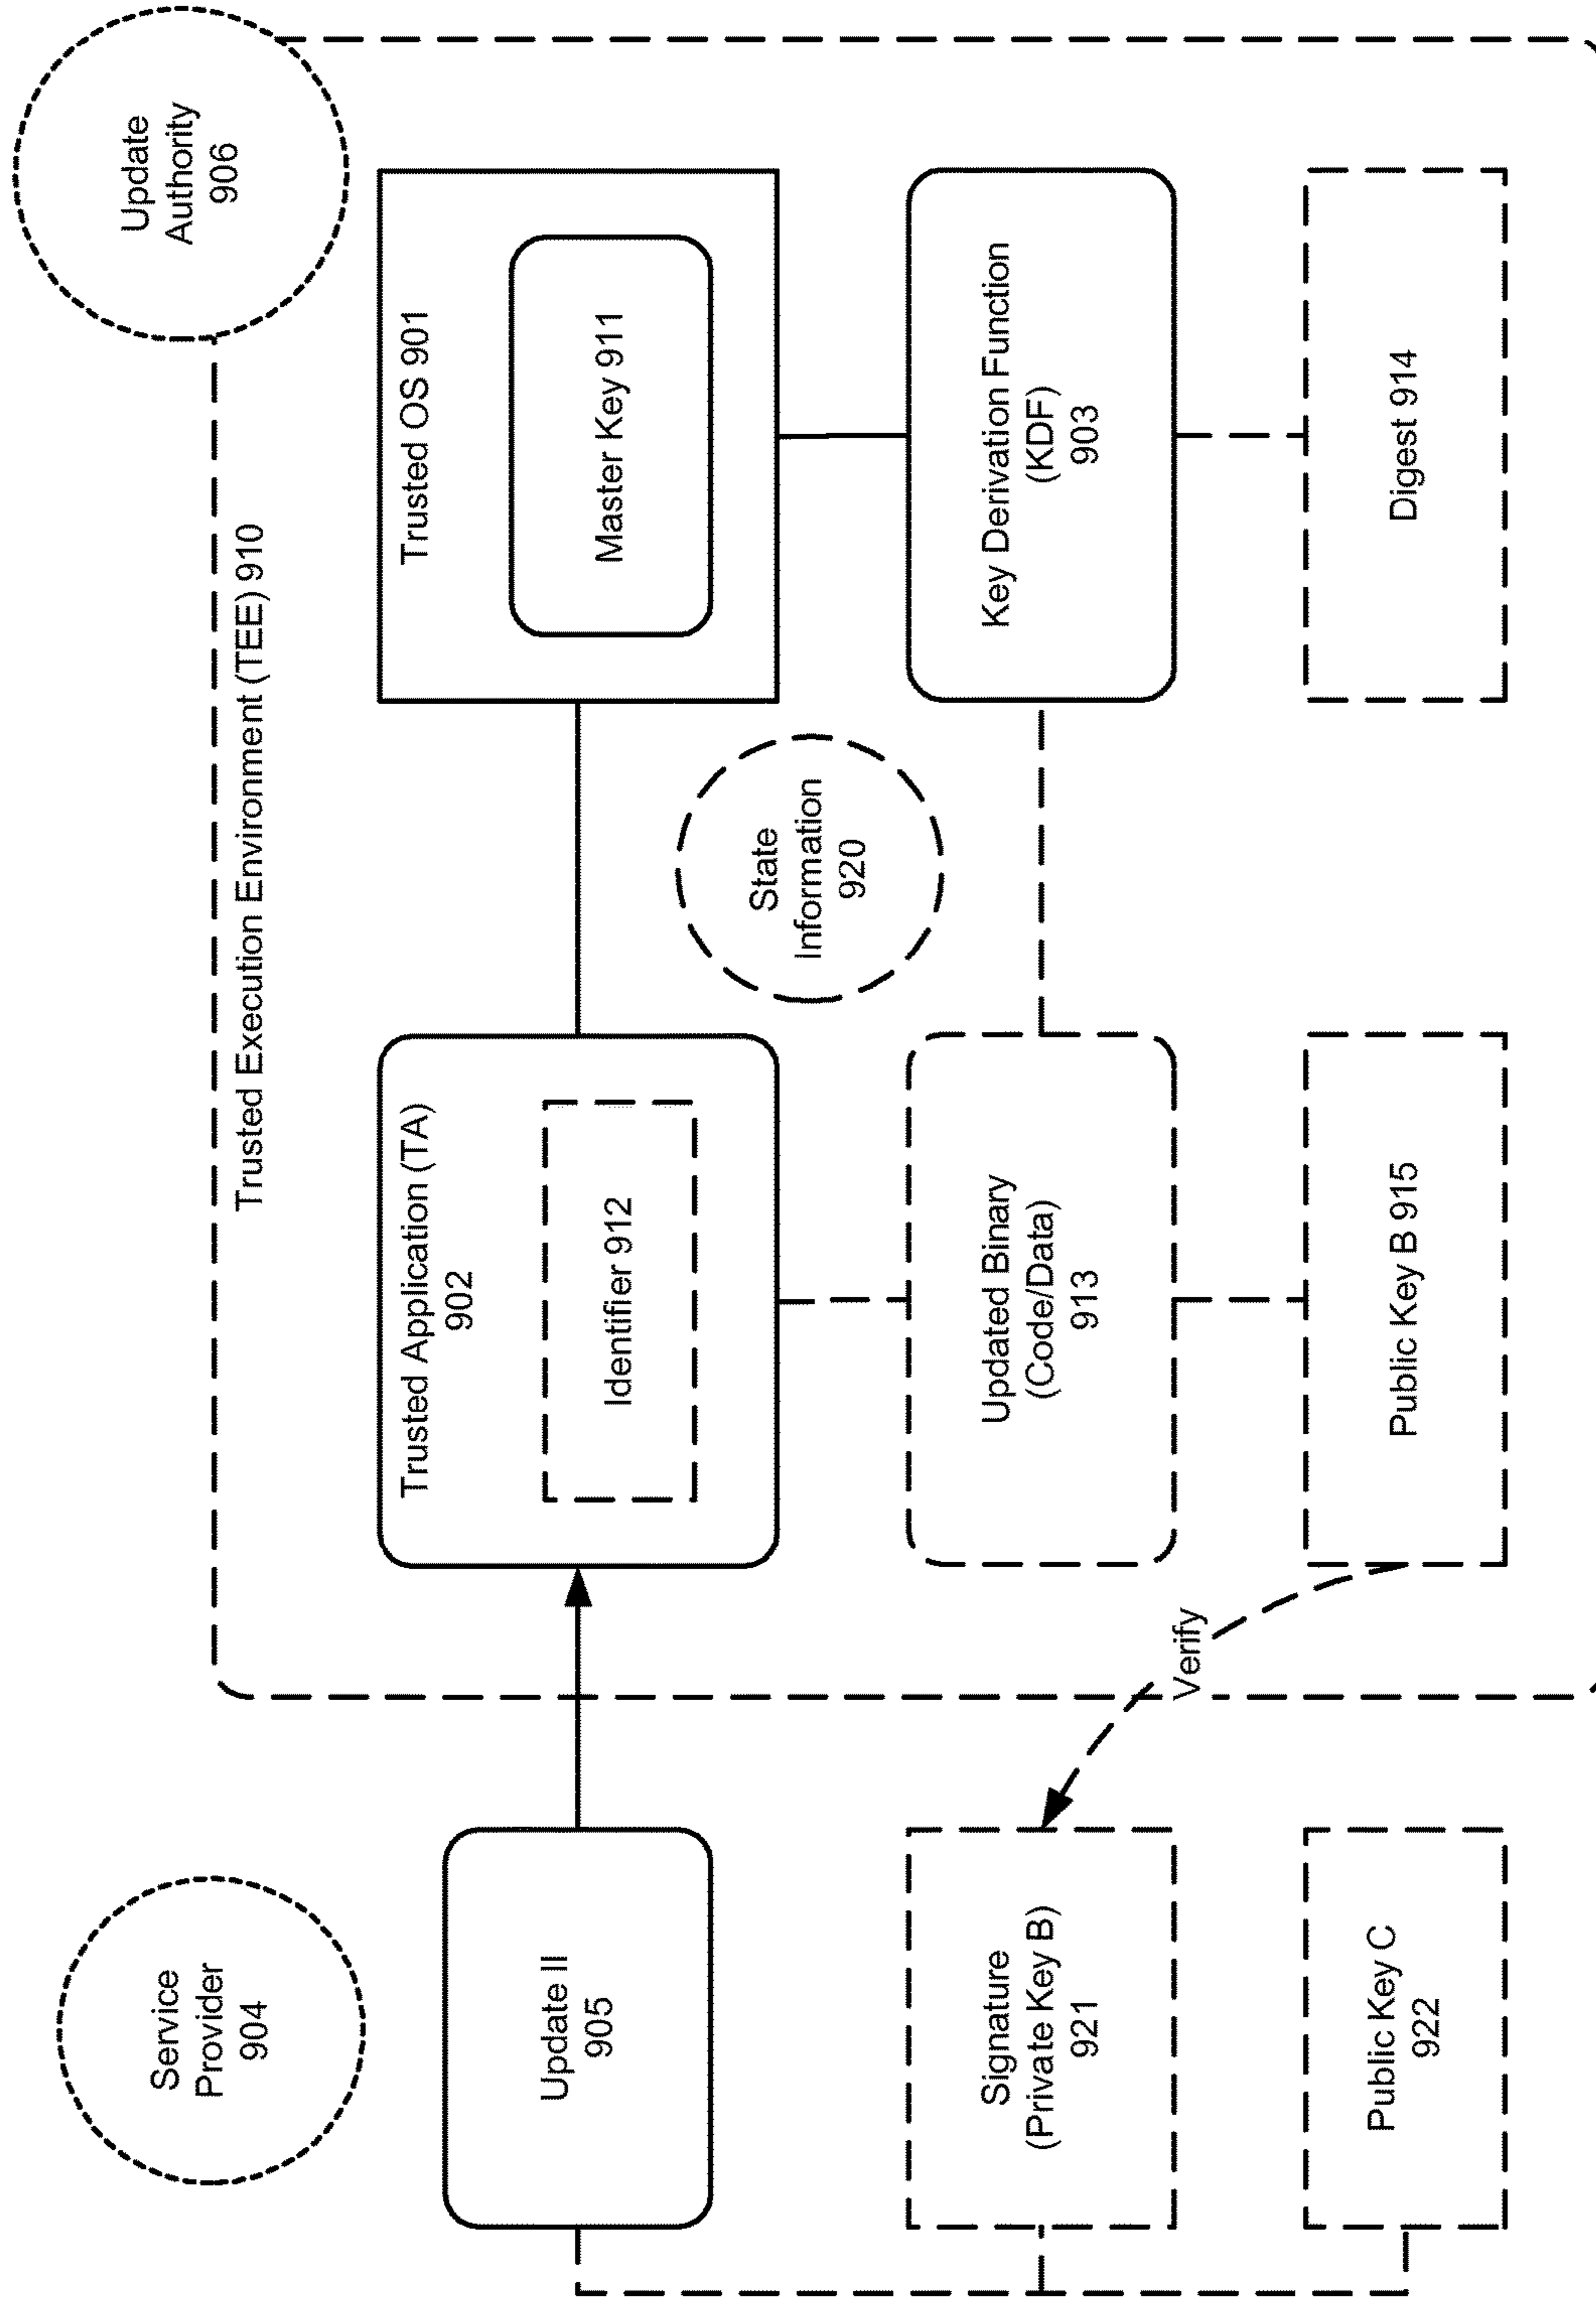 Service
Provider
904
Update
Authority
906
Trusted Execution Environment (TEE) 910
Update II
905
Trusted Application (TA)
902
Identifier 912
Trusted OS 901
Master Key 911
State
Information
920
Signature
(Private Key B)
921
Verify
Updated Binary
(Code/Data)
913
Key Derivation Function
(KDF)
903
Public Key C
922
Public Key B 915
Digest 914